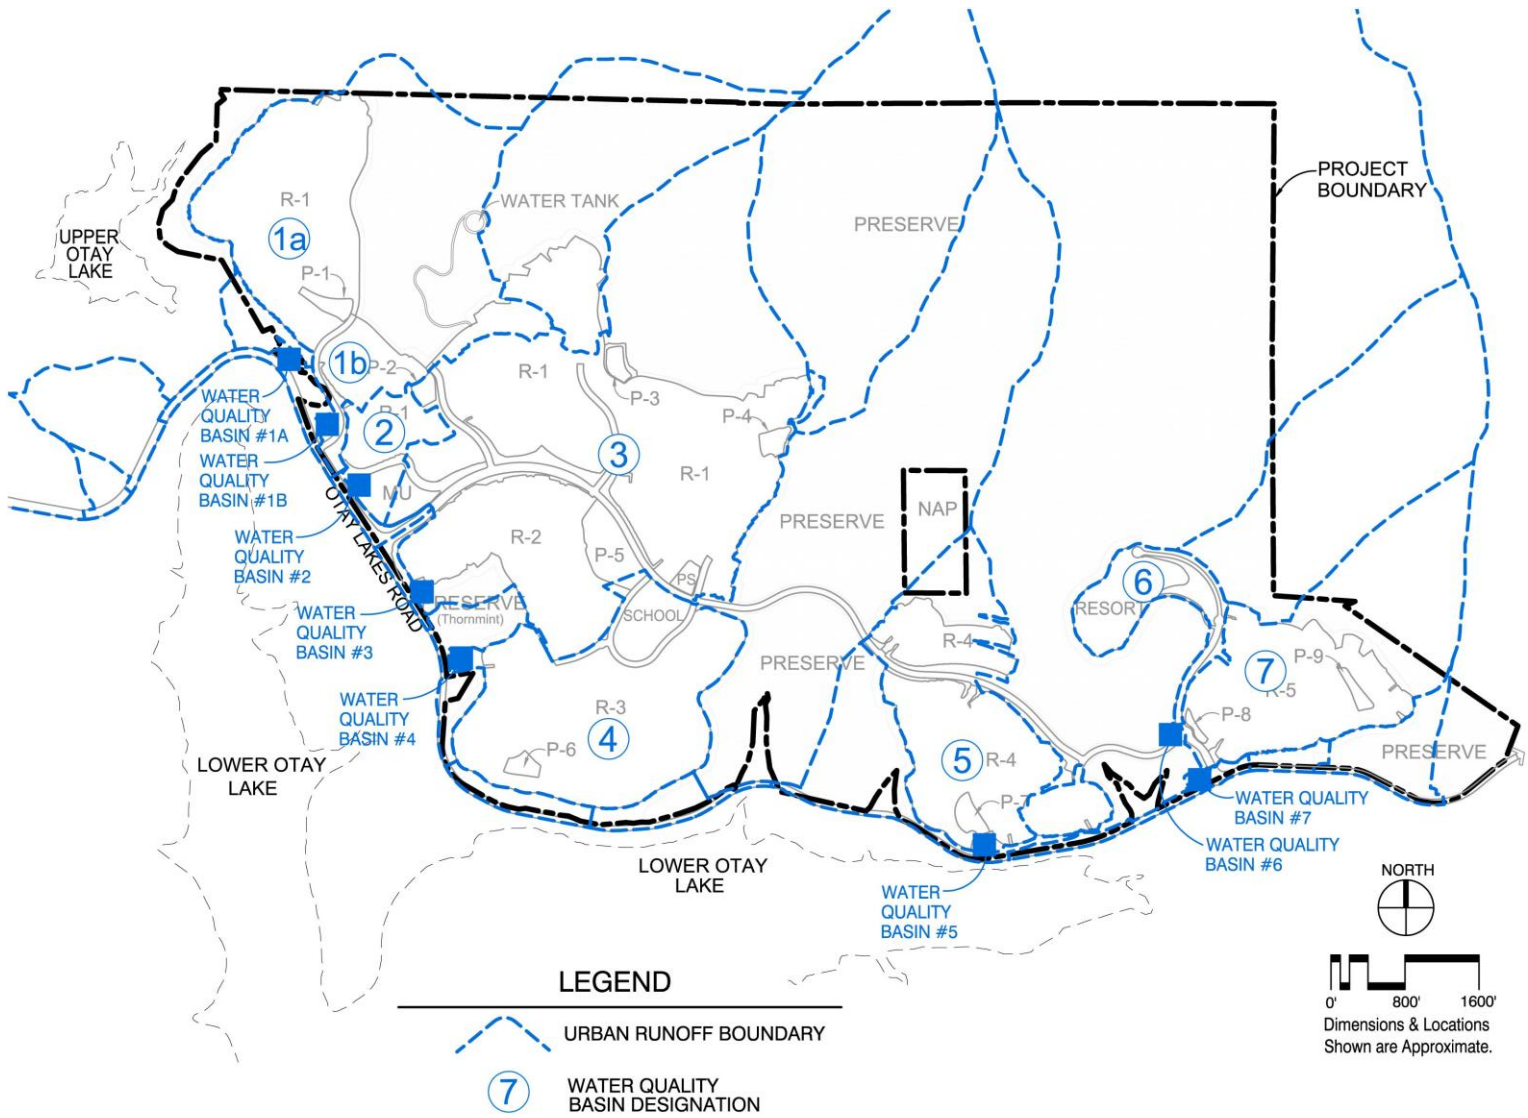 R-1
1a
WATER TANK
PRESERVE
PROJECT
BOUNDARY
UPPER
OTAY
LAKE
P-1
1b
P-2
R-1
P-3
P-4
WATER
QUALITY
BASIN #1A
R-1
2
3
R-1
WATER
QUALITY
BASIN #1B
MU
OTAY LAKES ROAD
PRESERVE
NAP
WATER
QUALITY
BASIN #2
R-2
P-5
PS
SCHOOL
RESERVE
(Thornmint)
WATER
QUALITY
BASIN #3
6
RESORT
R-4
PRESERVE
7
P-9
R-5
P-8
WATER
QUALITY
BASIN #4
R-3
4
P-6
5
R-4
P-7
PRESERVE
LOWER OTAY
LAKE
WATER QUALITY
BASIN #7
WATER QUALITY
BASIN #6
LOWER OTAY
LAKE
WATER
QUALITY
BASIN #5
NORTH
0' 800' 1600'
Dimensions & Locations
Shown are Approximate.
LEGEND
URBAN RUNOFF BOUNDARY
7
WATER QUALITY
BASIN DESIGNATION